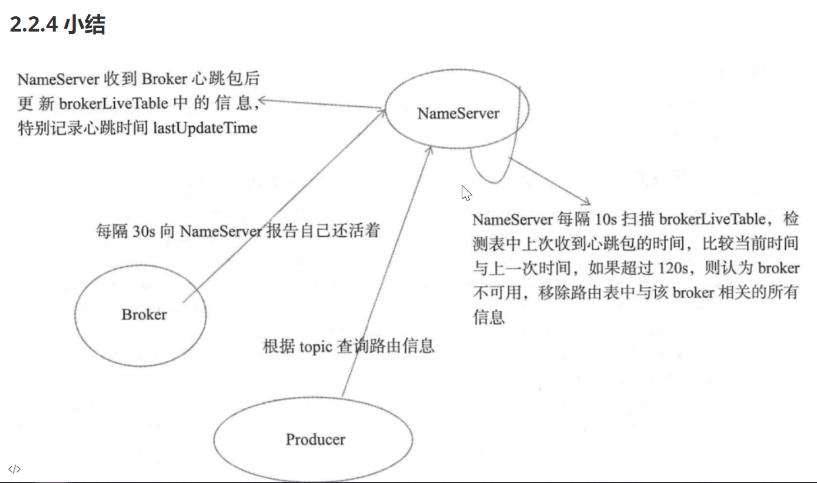 2.2.4 小结
NameServer 收到 Broker 心跳包后
更新 brokerLiveTable 中的信息,
特别记录心跳时间 lastUpdateTime
NameServer
每隔 30s 向 NameServer 报告自己还活着
NameServer 每隔 10s 扫描 brokerLiveTable，检
测表中上次收到心跳包的时间，比较当前时间
与上一次时间，如果超过 120s，则认为 broker
不可用，移除路由表中与该 broker 相关的所有
信息
Broker
根据 topic 查询路由信息
Producer
</>